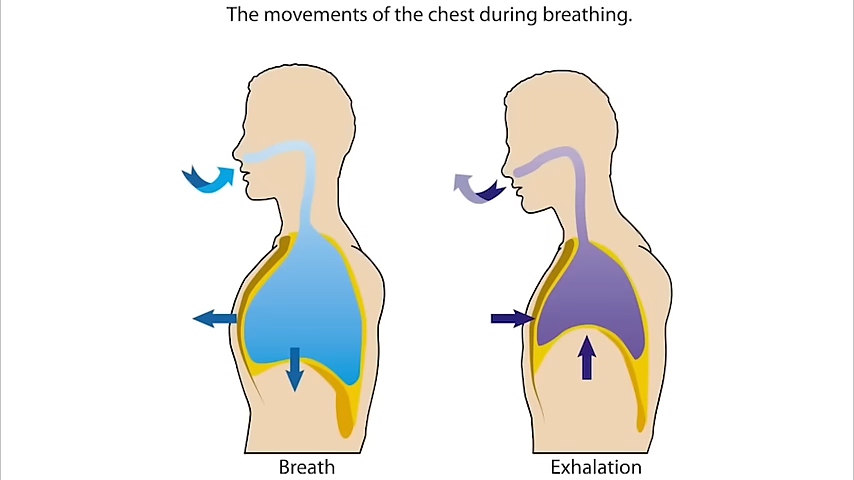 The movements of the chest during breathing.
Breath
Exhalation